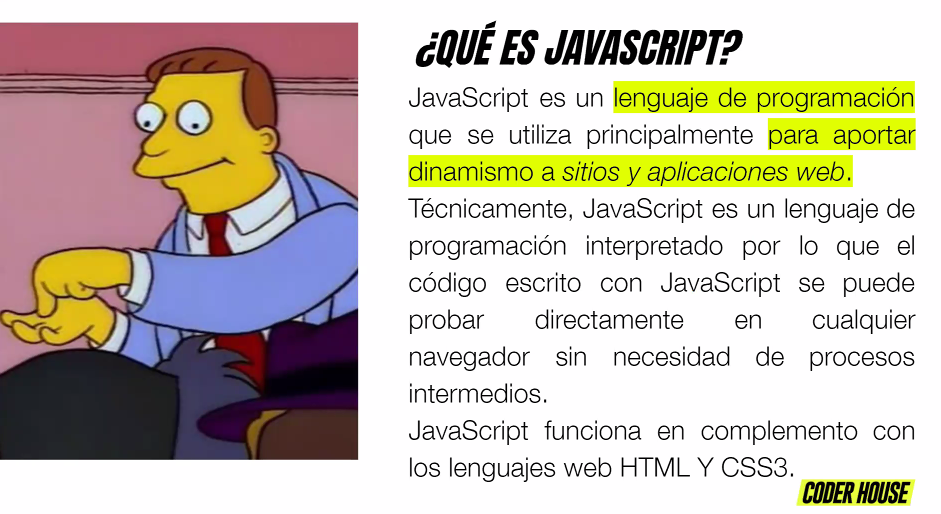 ¿QUÉ ES JAVASCRIPT?
JavaScript es un lenguaje de programación
que se utiliza principalmente para aportar
dinamismo a sitios y aplicaciones web.
Técnicamente, JavaScript es un lenguaje de
programación interpretado por lo que el
código escrito con JavaScript se puede
probar directamente en cualquier
navegador sin necesidad de procesos
intermedios.
JavaScript funciona en complemento con
los lenguajes web HTML Y CSS3.
CODER HOUSE